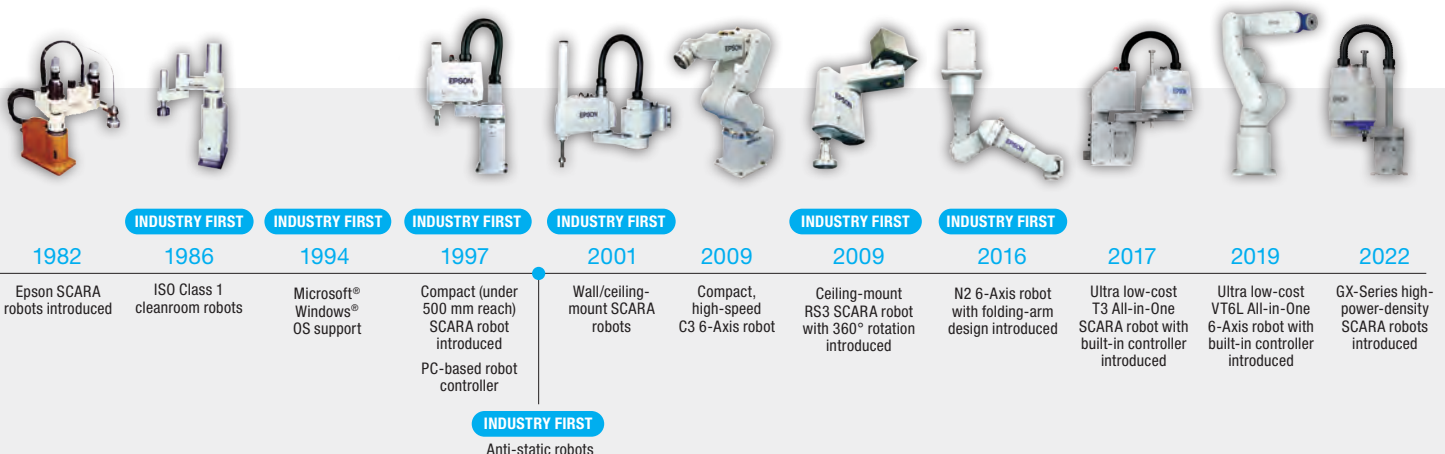 EPSON
EPSON
EPSON
EPSON
EPSON
EPSON
EPSON
INDUSTRY FIRST
INDUSTRY FIRST
INDUSTRY FIRST
INDUSTRY FIRST
INDUSTRY FIRST
INDUSTRY FIRST
1982
1986
1994
1997
2001
2009
2009
2016
2017
2019
2022
Epson SCARA
robots introduced
ISO Class 1
cleanroom robots
Microsoft®
Windows®
OS support
Compact (under
500 mm reach)
SCARA robot
introduced
PC-based robot
controller
Wall/ceiling-
mount SCARA
robots
Compact,
high-speed
C3 6-Axis robot
Ceiling-mount
RS3 SCARA robot
with 360° rotation
introduced
N2 6-Axis robot
with folding-arm
design introduced
Ultra low-cost
T3 All-in-One
SCARA robot with
built-in controller
introduced
Ultra low-cost
VT6L All-in-One
6-Axis robot with
built-in controller
introduced
GX-Series high-
power-density
SCARA robots
introduced
INDUSTRY FIRST
Anti-static robots